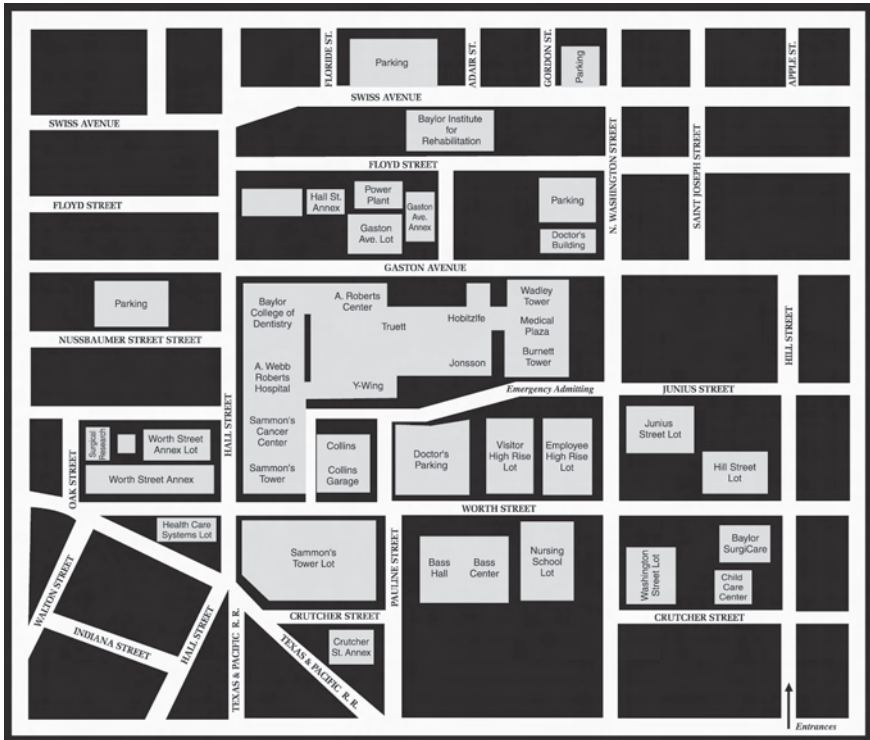 FLORIDE ST.
Parking
ADAIR ST.
GORDON ST.
Parking
APPLE ST.
SWISS AVENUE
SWISS AVENUE
Baylor Institute
for
Rehabilitation
N. WASHINGTON STREET
SAINT JOSEPH STREET
FLOYD STREET
Hall St.
Annex
Power
Plant
Gaston
Ave. Lot
Gaston
Ave.
Annex
Parking
Doctor's
Building
FLOYD STREET
GASTON AVENUE
Parking
NUSSBAUMER STREET STREET
Baylor
College of
Dentistry
A. Roberts
Center
Truett
Hobitzlfe
Wadley
Tower
Medical
Plaza
Burnett
Tower
Jonsson
A. Webb
Roberts
Hospital
Y-Wing
HILL STREET
Emergency Admitting
JUNIUS STREET
HALL STREET
Sammon's
Cancer
Center
Sammon's
Tower
Collins
Collins
Garage
Doctor's
Parking
Visitor
High Rise
Lot
Employee
High Rise
Lot
Junius
Street Lot
Hill Street
Lot
OAK STREET
Surgical
Research
Worth Street
Annex Lot
Worth Street Annex
WORTH STREET
Health Care
Systems Lot
Sammon's
Tower Lot
PAULINE STREET
Bass
Hall
Bass
Center
Nursing
School
Lot
Washington
Street Lot
Baylor
SurgiCare
Child
Care
Center
WALTON STREET
INDIANA STREET
HALL STREET
TEXAS & PACIFIC R. R.
CRUTCHER STREET
CRUTCHER STREET
TEXAS & PACIFIC R. R.
Crutcher
St. Annex
Entrances